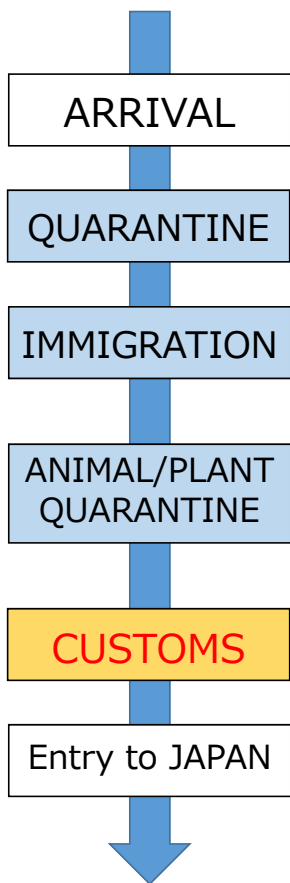 ARRIVAL
QUARANTINE
IMMIGRATION
ANIMAL/PLANT
QUARANTINE
CUSTOMS
Entry to JAPAN